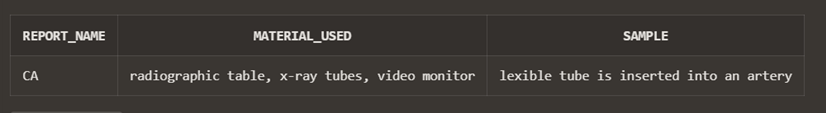 REPORT_NAME MATERIAL_USED SAMPLE
CA radiographic table, x-ray tubes, video monitor lexible tube is inserted into an artery